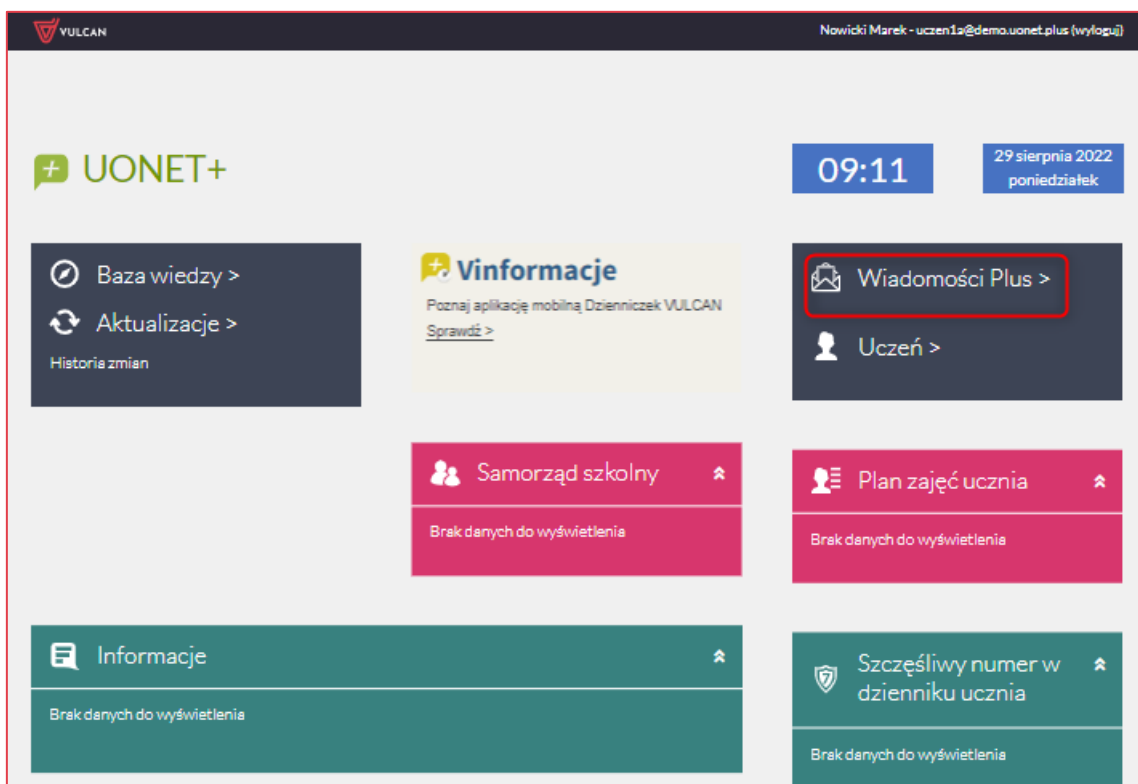 VULCAN
Nowicki Marek - uczen1a@demo.uonet.plus (wyloguj)
UONET+
09:11
29 sierpnia 2022
poniedziałek
Baza wiedzy >
Aktualizacje >
Historia zmian
Vinformacje
Poznaj aplikację mobilną Dzienniczek VULCAN
Sprawdź >
Wiadomości Plus >
Uczeń >
Samorząd szkolny
Brak danych do wyświetlenia
Plan zajęć ucznia
Brak danych do wyświetlenia
Informacje
Brak danych do wyświetlenia
Szczęśliwy numer w
dzienniku ucznia
Brak danych do wyświetlenia